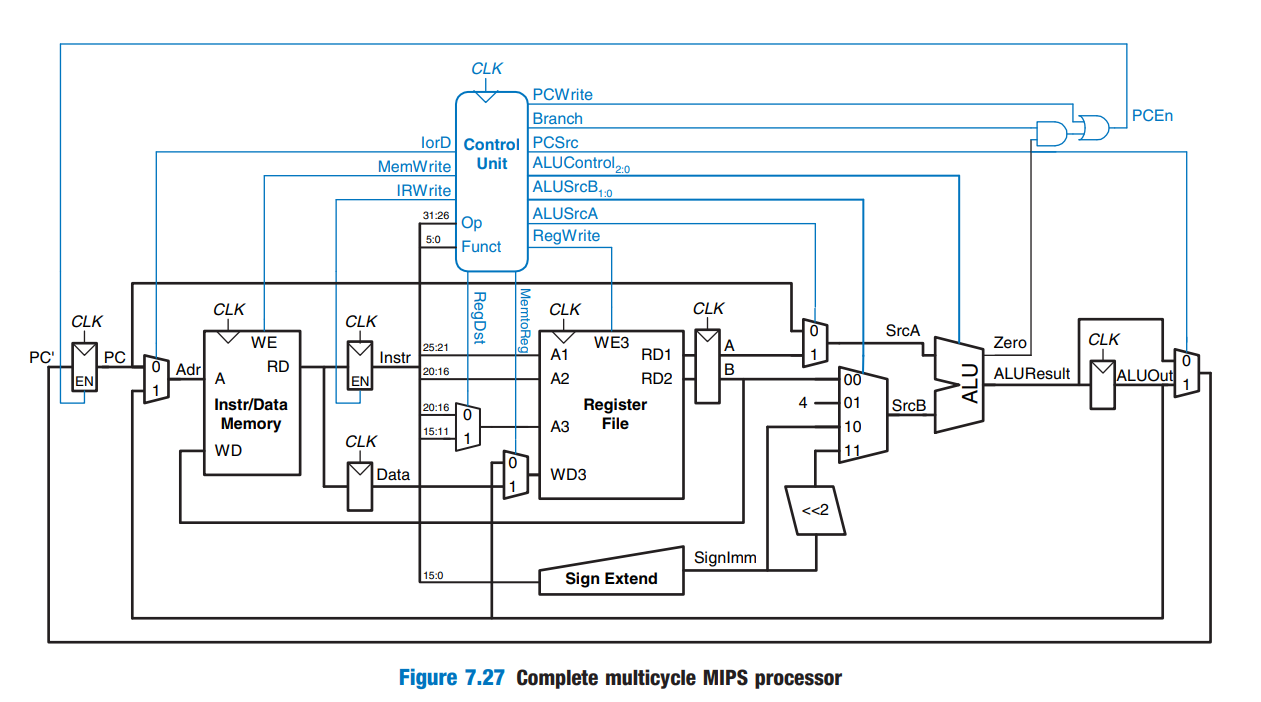 CLK
PCWrite
Branch
PCEn
IorD
Control
Unit
PCSrc
MemWrite
ALUControl2:0
IRWrite
ALUSrcB1:0
31:26
Op
ALUSrcA
5:0
Funct
RegWrite
RegDst
MemtoReg
CLK
CLK
CLK
CLK
CLK
CLK
PC'
EN
PC
0
1
Adr
WE
A
RD
Instr/Data
Memory
WD
EN
Instr
CLK
Data
25:21
20:16
20:16
15:11
0
1
0
1
A1
A2
A3
WD3
WE3
RD1
RD2
Register
File
A
B
0
1
SrcA
4
00
01
10
11
SrcB
ALU
Zero
ALUResult
ALUOut
0
1
<<2
SignImm
15:0
Sign Extend
Figure 7.27 Complete multicycle MIPS processor